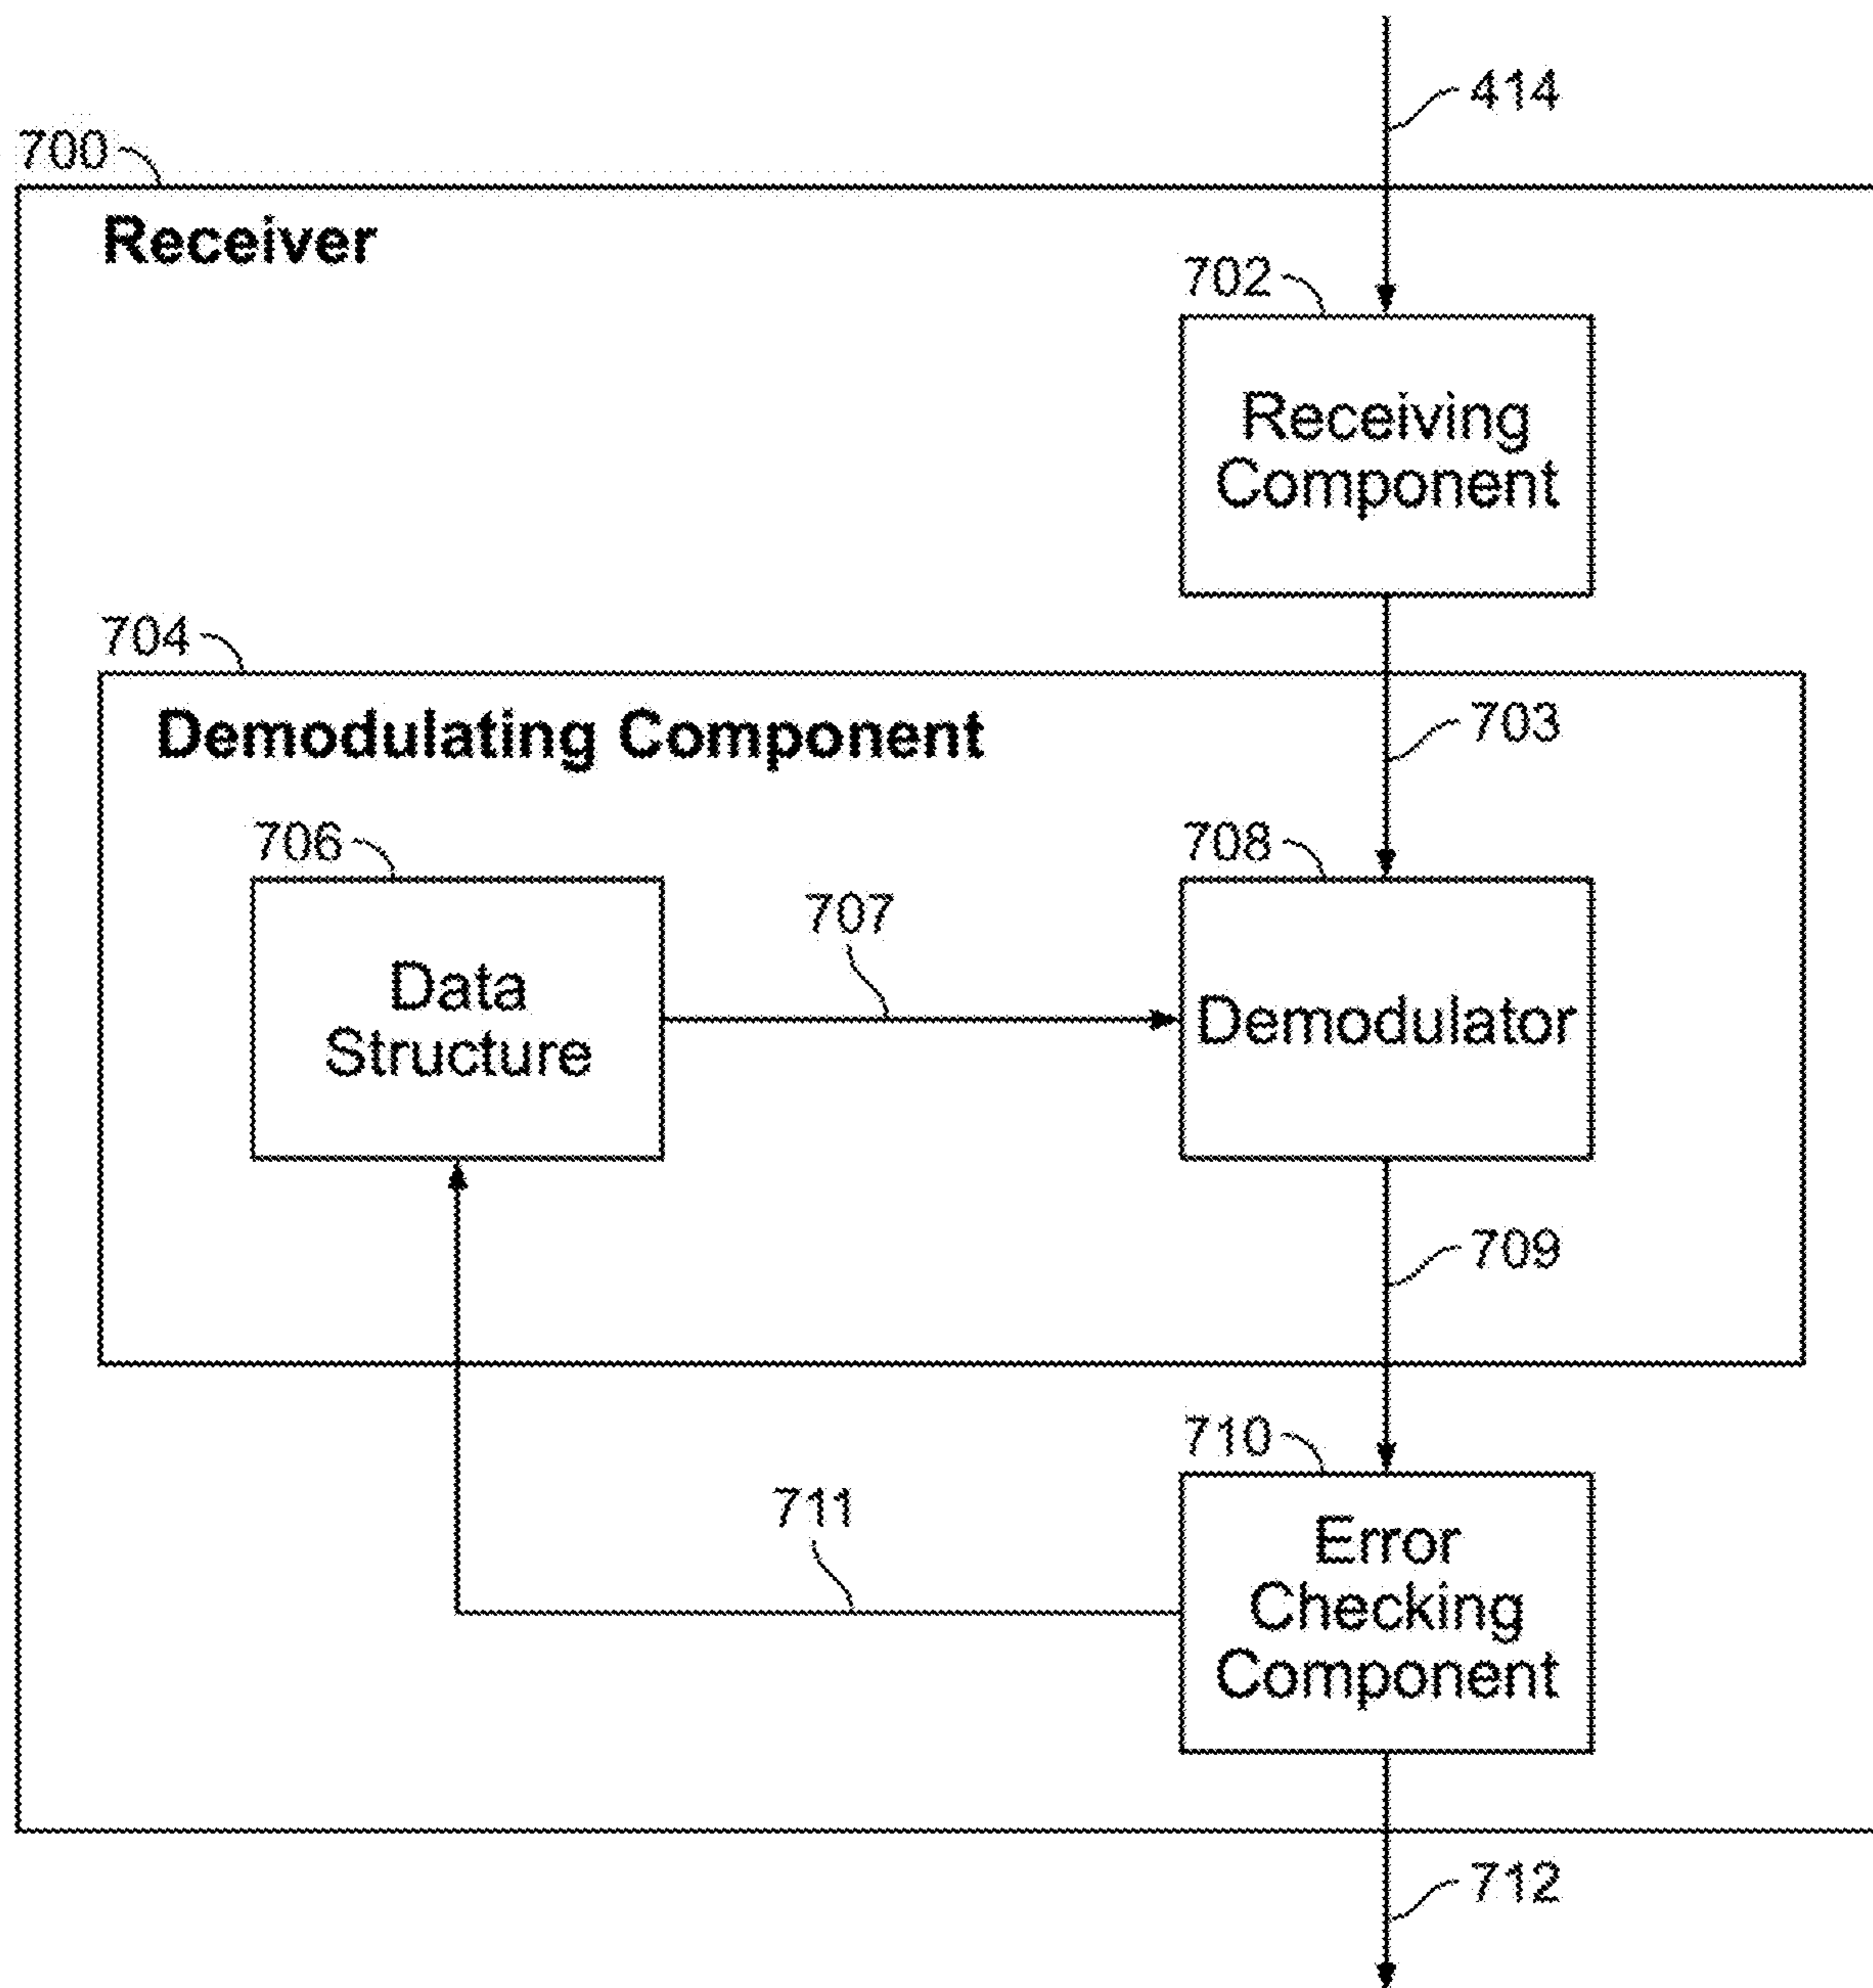 414
700
Receiver
702
Receiving
Component
704
703
Demodulating Component
706
708
707
Data
Structure
Demodulator
709
710
711
Error
Checking
Component
712